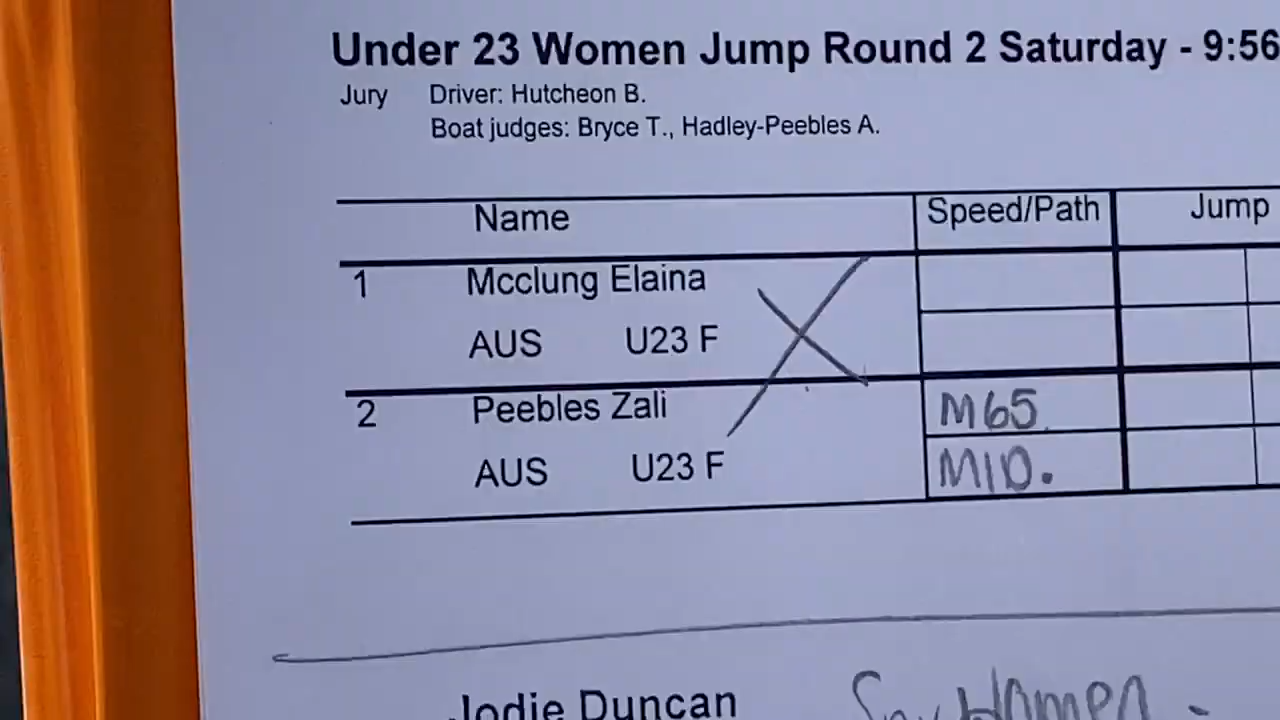 Under 23 Women Jump Round 2 Saturday - 9:56
Jury Driver: Hutcheon B.
Boat judges: Bryce T., Hadley-Peebles A.
Name Speed/Path Jump
1 Mcclung Elaina
AUS U23 F
2 Peebles Zali M65
AUS U23 F M10.
Jodie Duncan